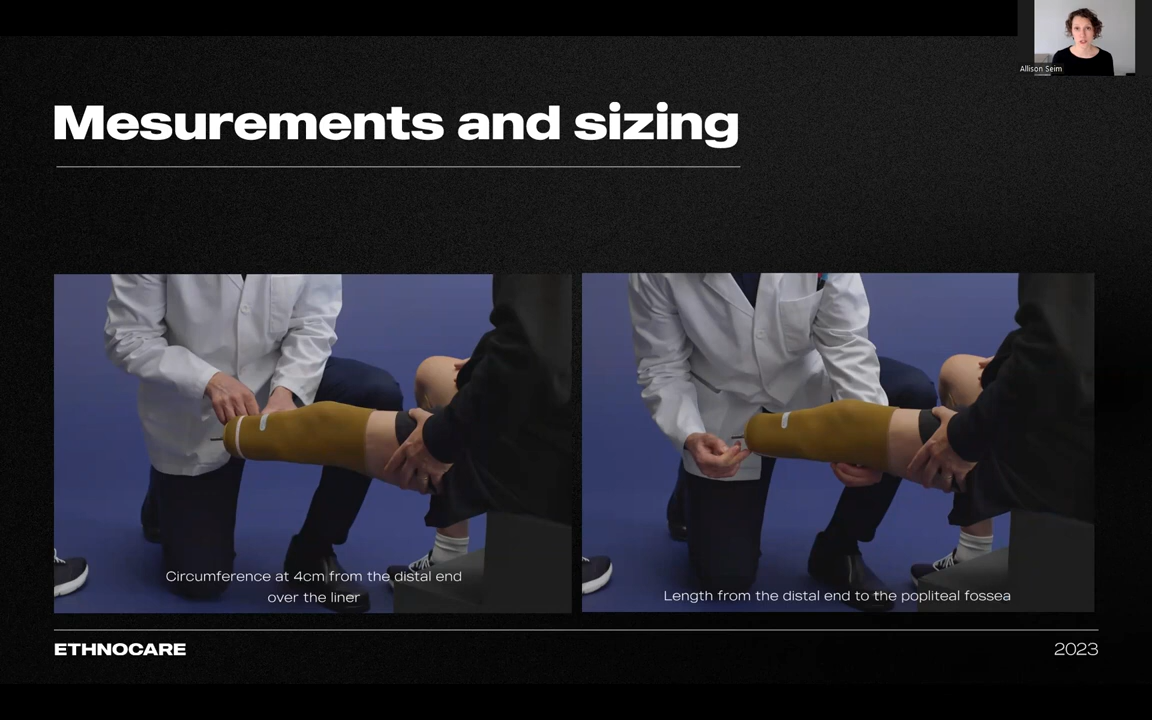 Allison Seim
Mesurements and sizing
Circumference at 4cm from the distal end
over the liner
Length from the distal end to the popliteal fossea
ETHNOCARE
2023